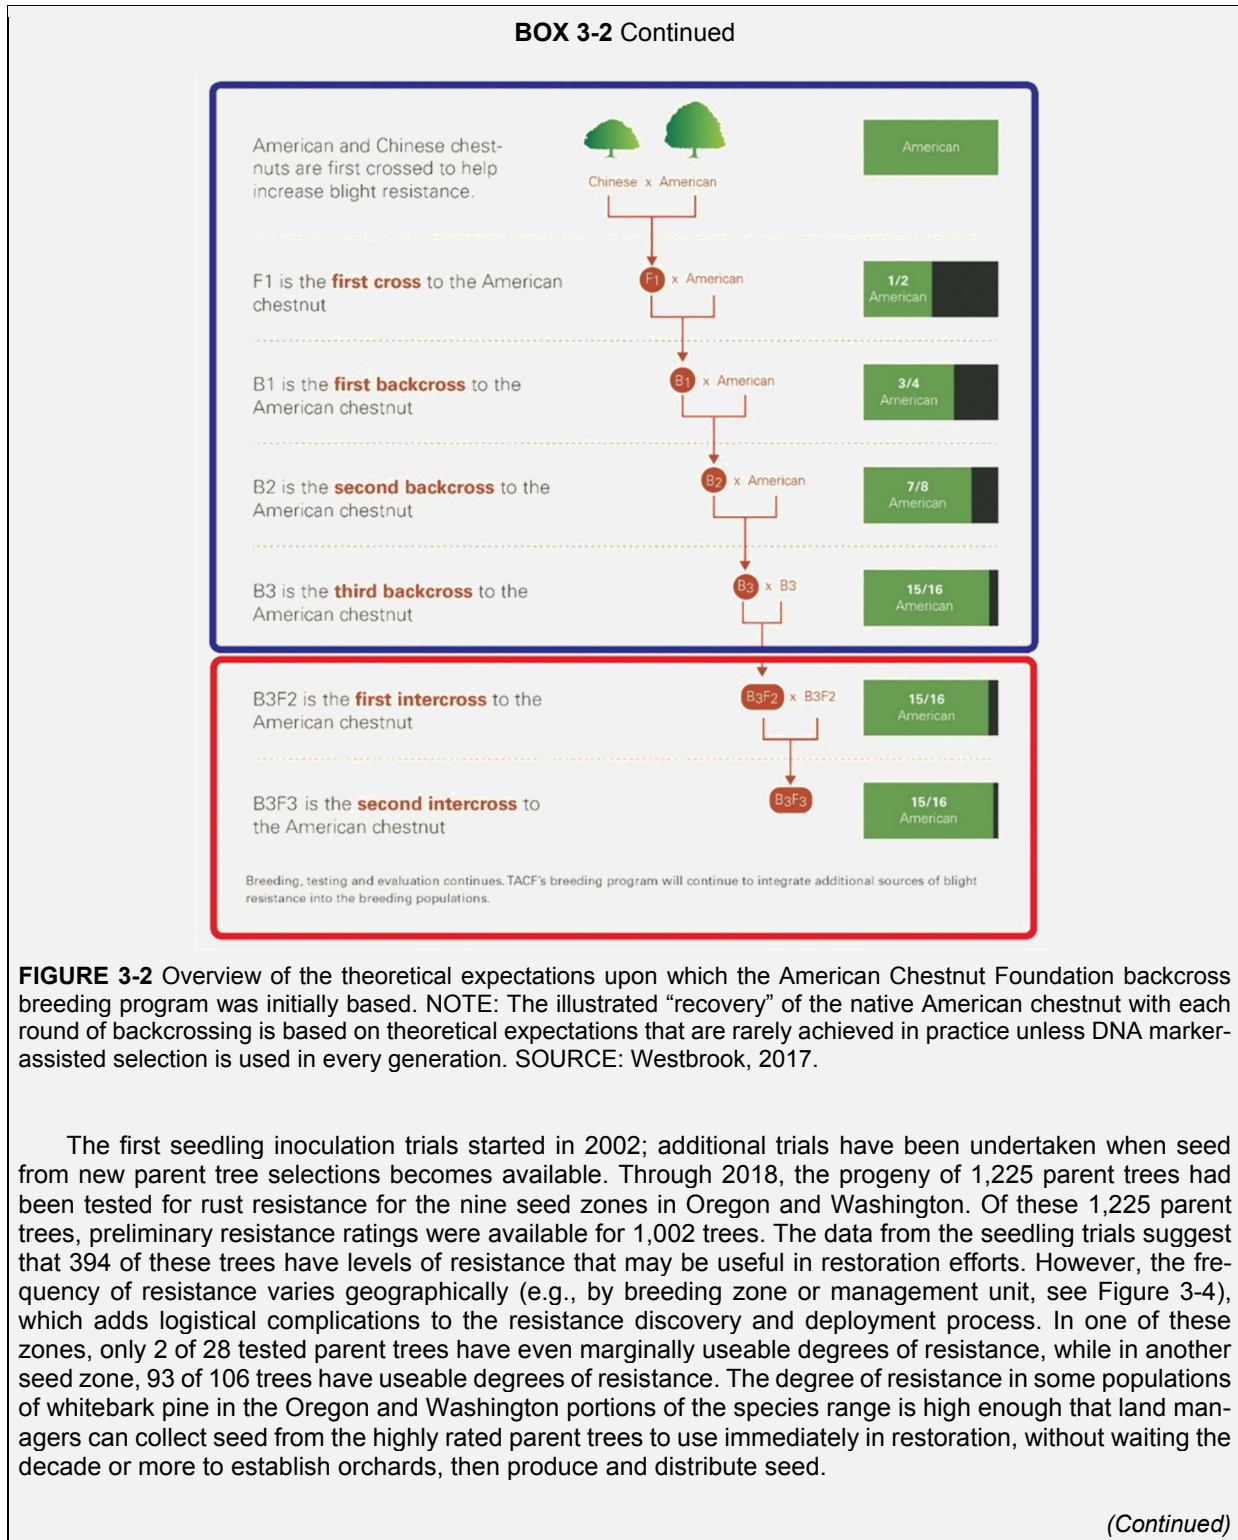 BOX 3-2 Continued
American and Chinese chest-
nuts are first crossed to help
increase blight resistance.
Chinese x American
American
F1 is the first cross to the American
chestnut
F1 x American
1/2
American
B1 is the first backcross to the
American chestnut
B1 x American
3/4
American
B2 is the second backcross to the
American chestnut
B2 x American
7/8
American
B3 is the third backcross to the
American chestnut
B3 x B3
15/16
American
B3F2 is the first intercross to the
American chestnut
B3F2 x B3F2
15/16
American
B3F3 is the second intercross to
the American chestnut
B3F3
15/16
American
Breeding, testing and evaluation continues. TACF's breeding program will continue to integrate additional sources of blight
resistance into the breeding populations.
FIGURE 3-2 Overview of the theoretical expectations upon which the American Chestnut Foundation backcross
breeding program was initially based. NOTE: The illustrated “recovery” of the native American chestnut with each
round of backcrossing is based on theoretical expectations that are rarely achieved in practice unless DNA marker-
assisted selection is used in every generation. SOURCE: Westbrook, 2017.
The first seedling inoculation trials started in 2002; additional trials have been undertaken when seed
from new parent tree selections becomes available. Through 2018, the progeny of 1,225 parent trees had
been tested for rust resistance for the nine seed zones in Oregon and Washington. Of these 1,225 parent
trees, preliminary resistance ratings were available for 1,002 trees. The data from the seedling trials suggest
that 394 of these trees have levels of resistance that may be useful in restoration efforts. However, the fre-
quency of resistance varies geographically (e.g., by breeding zone or management unit, see Figure 3-4),
which adds logistical complications to the resistance discovery and deployment process. In one of these
zones, only 2 of 28 tested parent trees have even marginally useable degrees of resistance, while in another
seed zone, 93 of 106 trees have useable degrees of resistance. The degree of resistance in some populations
of whitebark pine in the Oregon and Washington portions of the species range is high enough that land man-
agers can collect seed from the highly rated parent trees to use immediately in restoration, without waiting the
decade or more to establish orchards, then produce and distribute seed.
(Continued)